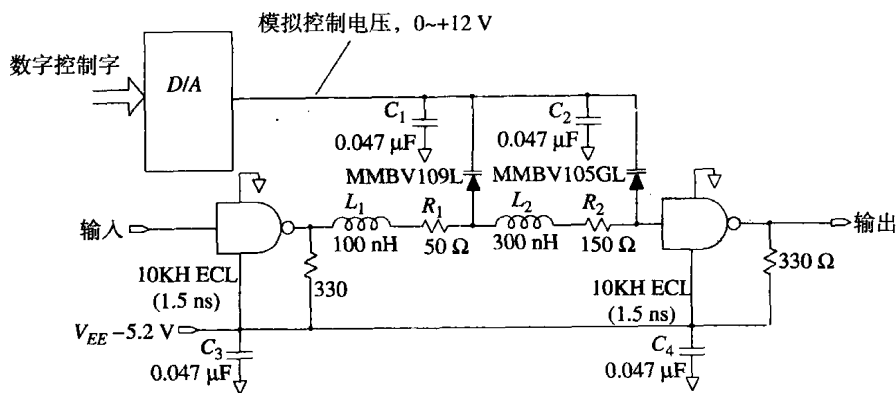 模拟控制电压，0~+12 V
数字控制字
D/A
C₁
0.047 μF
C₂
0.047 μF
MMBV109L
MMBV105GL
输入
L₁
100 nH
R₁
50 Ω
L₂
300 nH
R₂
150 Ω
输出
10KH ECL
(1.5 ns)
330
10KH ECL
(1.5 ns)
330 Ω
V_EE −5.2 V
C₃
0.047 μF
C₄
0.047 μF